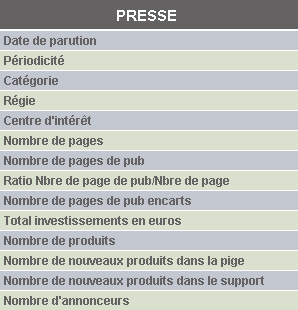 PRESSE
Date de parution
Périodicité
Catégorie
Régie
Centre d'intérêt
Nombre de pages
Nombre de pages de pub
Ratio Nbre de page de pub/Nbre de page
Nombre de pages de pub encarts
Total investissements en euros
Nombre de produits
Nombre de nouveaux produits dans la pige
Nombre de nouveaux produits dans le support
Nombre d'annonceurs